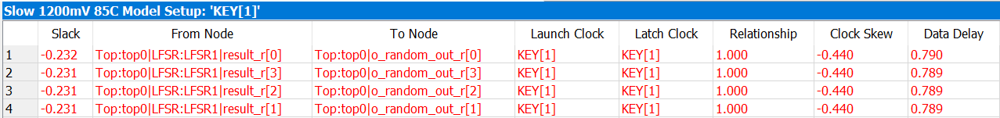 Slow 1200mV 85C Model Setup: 'KEY[1]'
Slack From Node To Node Launch Clock Latch Clock Relationship Clock Skew Data Delay
1 -0.232 Top:top0|LFSR:LFSR1|result_r[0] Top:top0|o_random_out_r[0] KEY[1] KEY[1] 1.000 -0.440 0.790
2 -0.231 Top:top0|LFSR:LFSR1|result_r[3] Top:top0|o_random_out_r[3] KEY[1] KEY[1] 1.000 -0.440 0.789
3 -0.231 Top:top0|LFSR:LFSR1|result_r[2] Top:top0|o_random_out_r[2] KEY[1] KEY[1] 1.000 -0.440 0.789
4 -0.231 Top:top0|LFSR:LFSR1|result_r[1] Top:top0|o_random_out_r[1] KEY[1] KEY[1] 1.000 -0.440 0.789